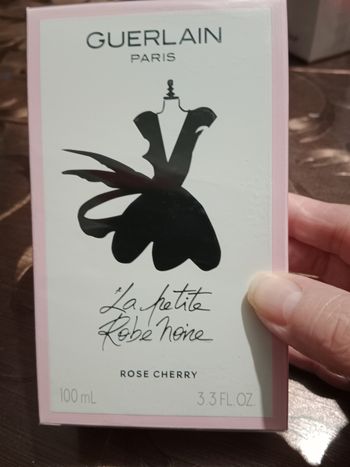 GUERLAIN
PARIS
La petite
Robe noire
ROSE CHERRY
100 mL
3.3 FL.OZ